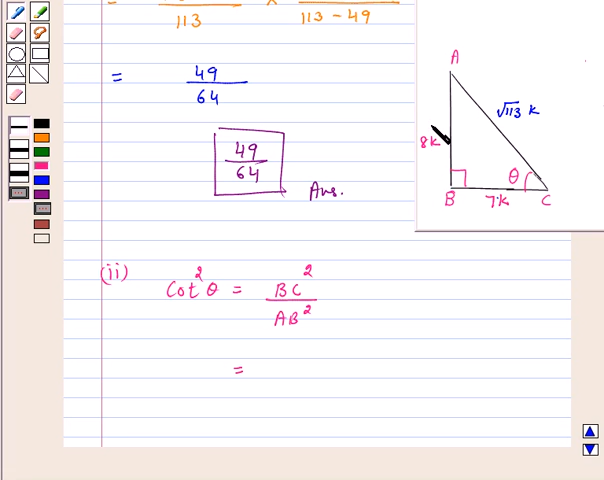 113 × 113 - 49
= 49
64
49
64
Ans.
A
√113 k
8k
θ
B 7k C
(ii) Cot²θ = BC²
AB²
=